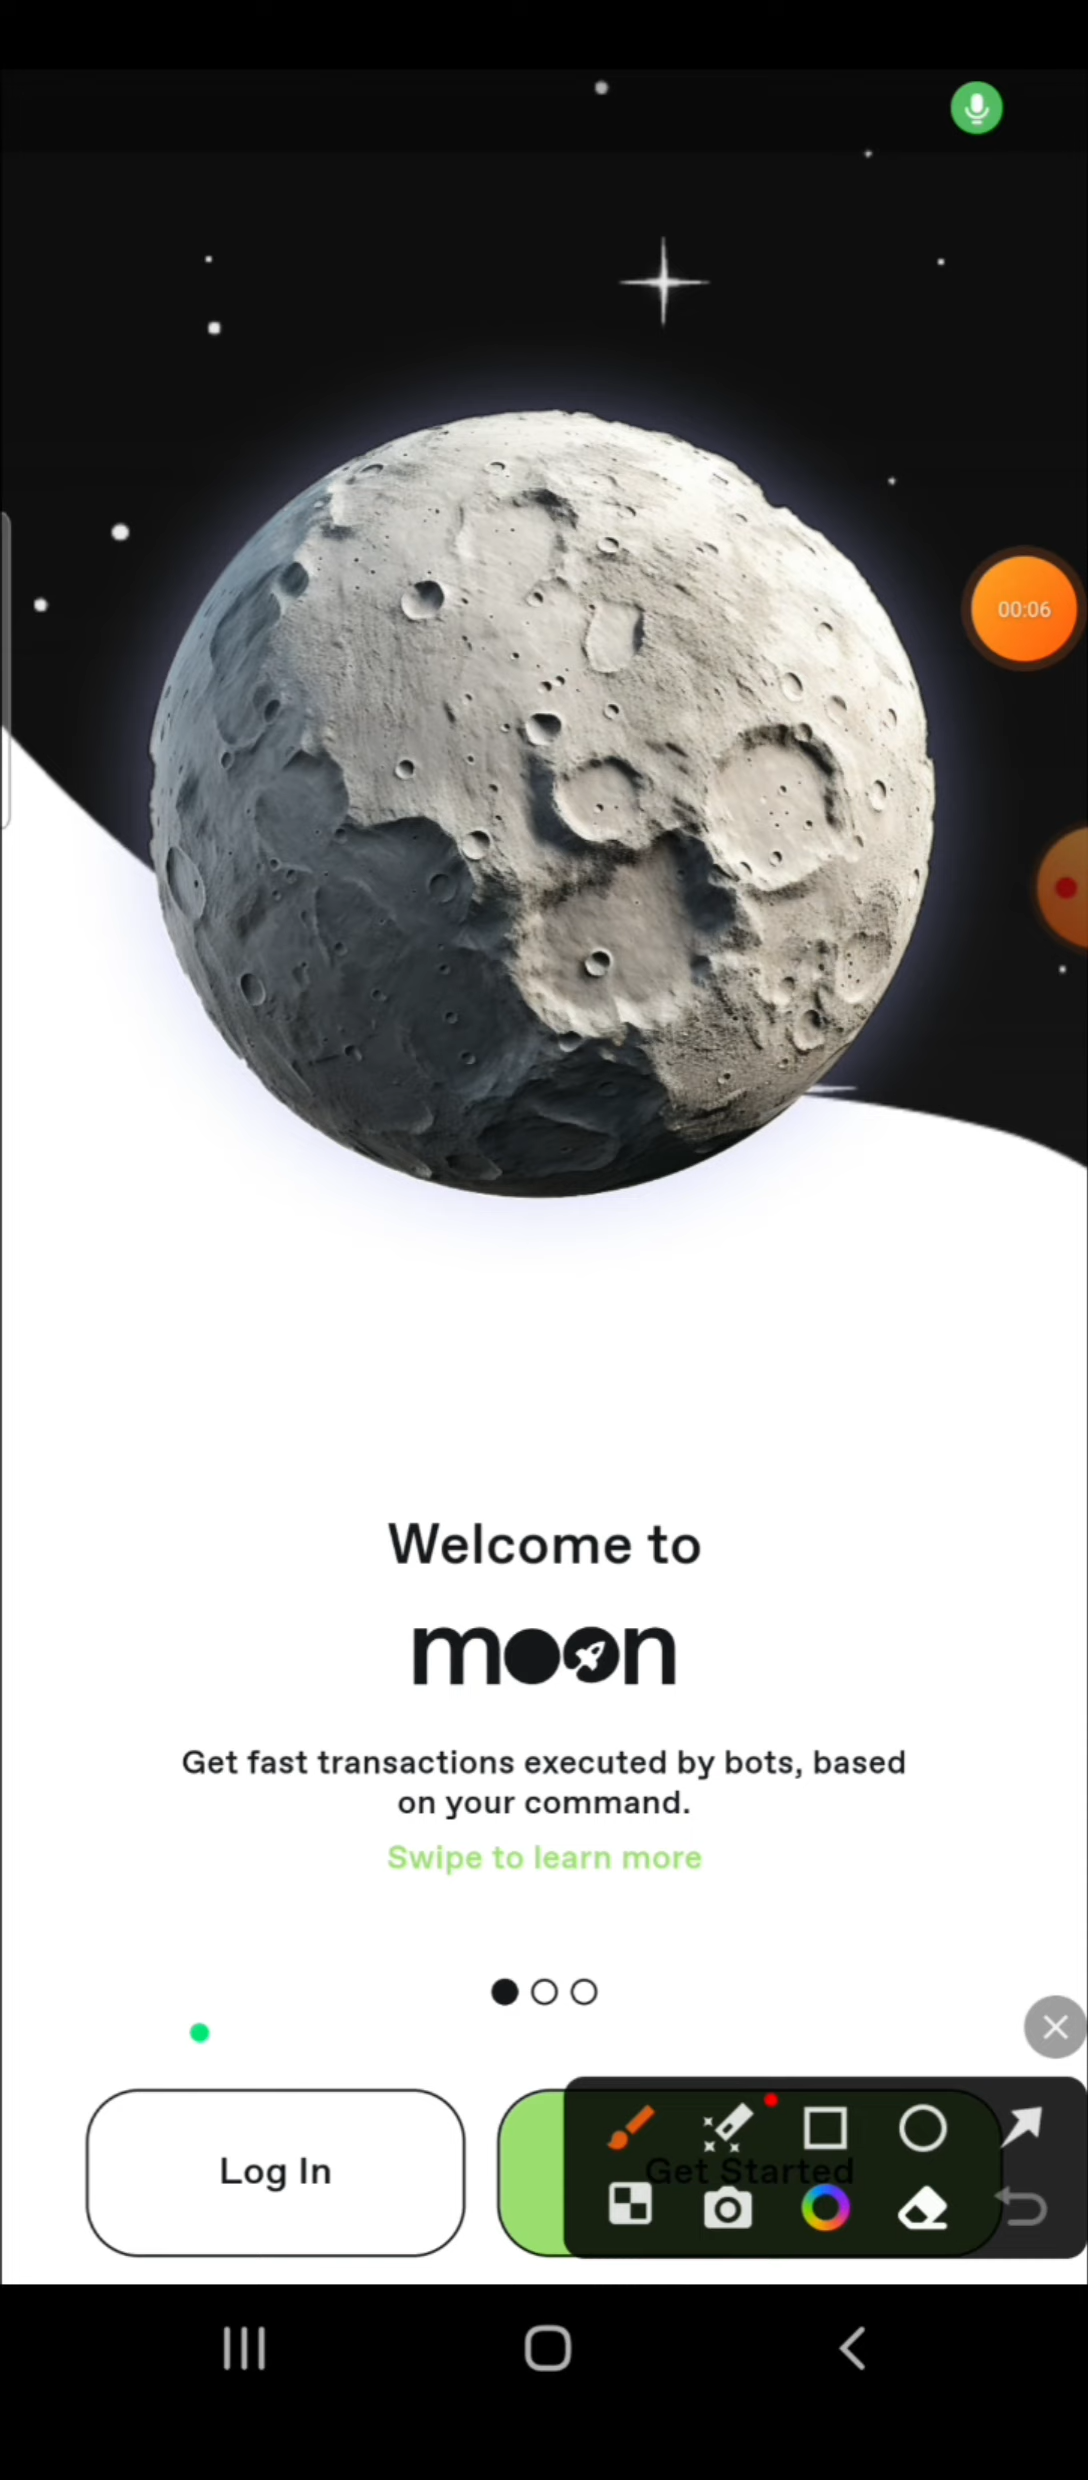 00:06
Welcome to
moon
Get fast transactions executed by bots, based
on your command.
Swipe to learn more
Log In
Get Started